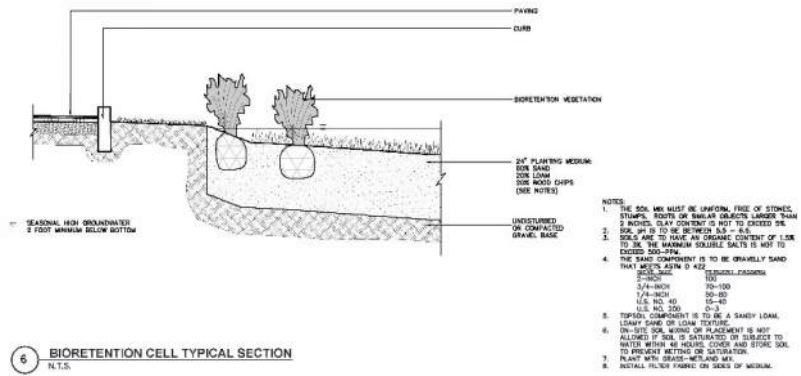 PAVING
CURB
BIORETENTION VEGETATION
24" PLANTING MEDIUM:
60% SAND
20% LOAM
20% WOOD CHIPS
(SEE NOTES)
UNDISTURBED
OR COMPACTED
GRAVEL BASE
SEASONAL HIGH GROUNDWATER
2 FOOT MINIMUM BELOW BOTTOM
NOTES:
1. THE SOIL MIX MUST BE UNIFORM, FREE OF STONES,
STUMPS, ROOTS OR SIMILAR OBJECTS LARGER THAN
2 INCHES. CLAY CONTENT IS NOT TO EXCEED 5%
2. SOIL pH IS TO BE BETWEEN 5.5 - 6.5.
3. SOILS ARE TO HAVE AN ORGANIC CONTENT OF 1.5%
TO 3%. THE MAXIMUM SOLUBLE SALTS IS NOT TO
EXCEED 500-PPM.
4. THE SAND COMPONENT IS TO BE GRAVELLY SAND
THAT MEETS ASTM D 422
SIEVE SIZE PERCENT PASSING
2-INCH 100
3/4-INCH 70-100
1/4-INCH 50-80
U.S. NO. 40 15-40
U.S. NO. 200 0-3
5. TOPSOIL COMPONENT IS TO BE A SANDY LOAM,
LOAMY SAND OR LOAM TEXTURE.
6. ON-SITE SOIL MIXING OR PLACEMENT IS NOT
ALLOWED IF SOIL IS SATURATED OR SUBJECT TO
WATER WITHIN 48 HOURS. COVER AND STORE SOIL
TO PREVENT WETTING OR SATURATION.
7. PLANT WITH GRASS-WETLAND MIX.
8. INSTALL FILTER FABRIC ON SIDES OF MEDIUM.
6 BIORETENTION CELL TYPICAL SECTION
N.T.S.